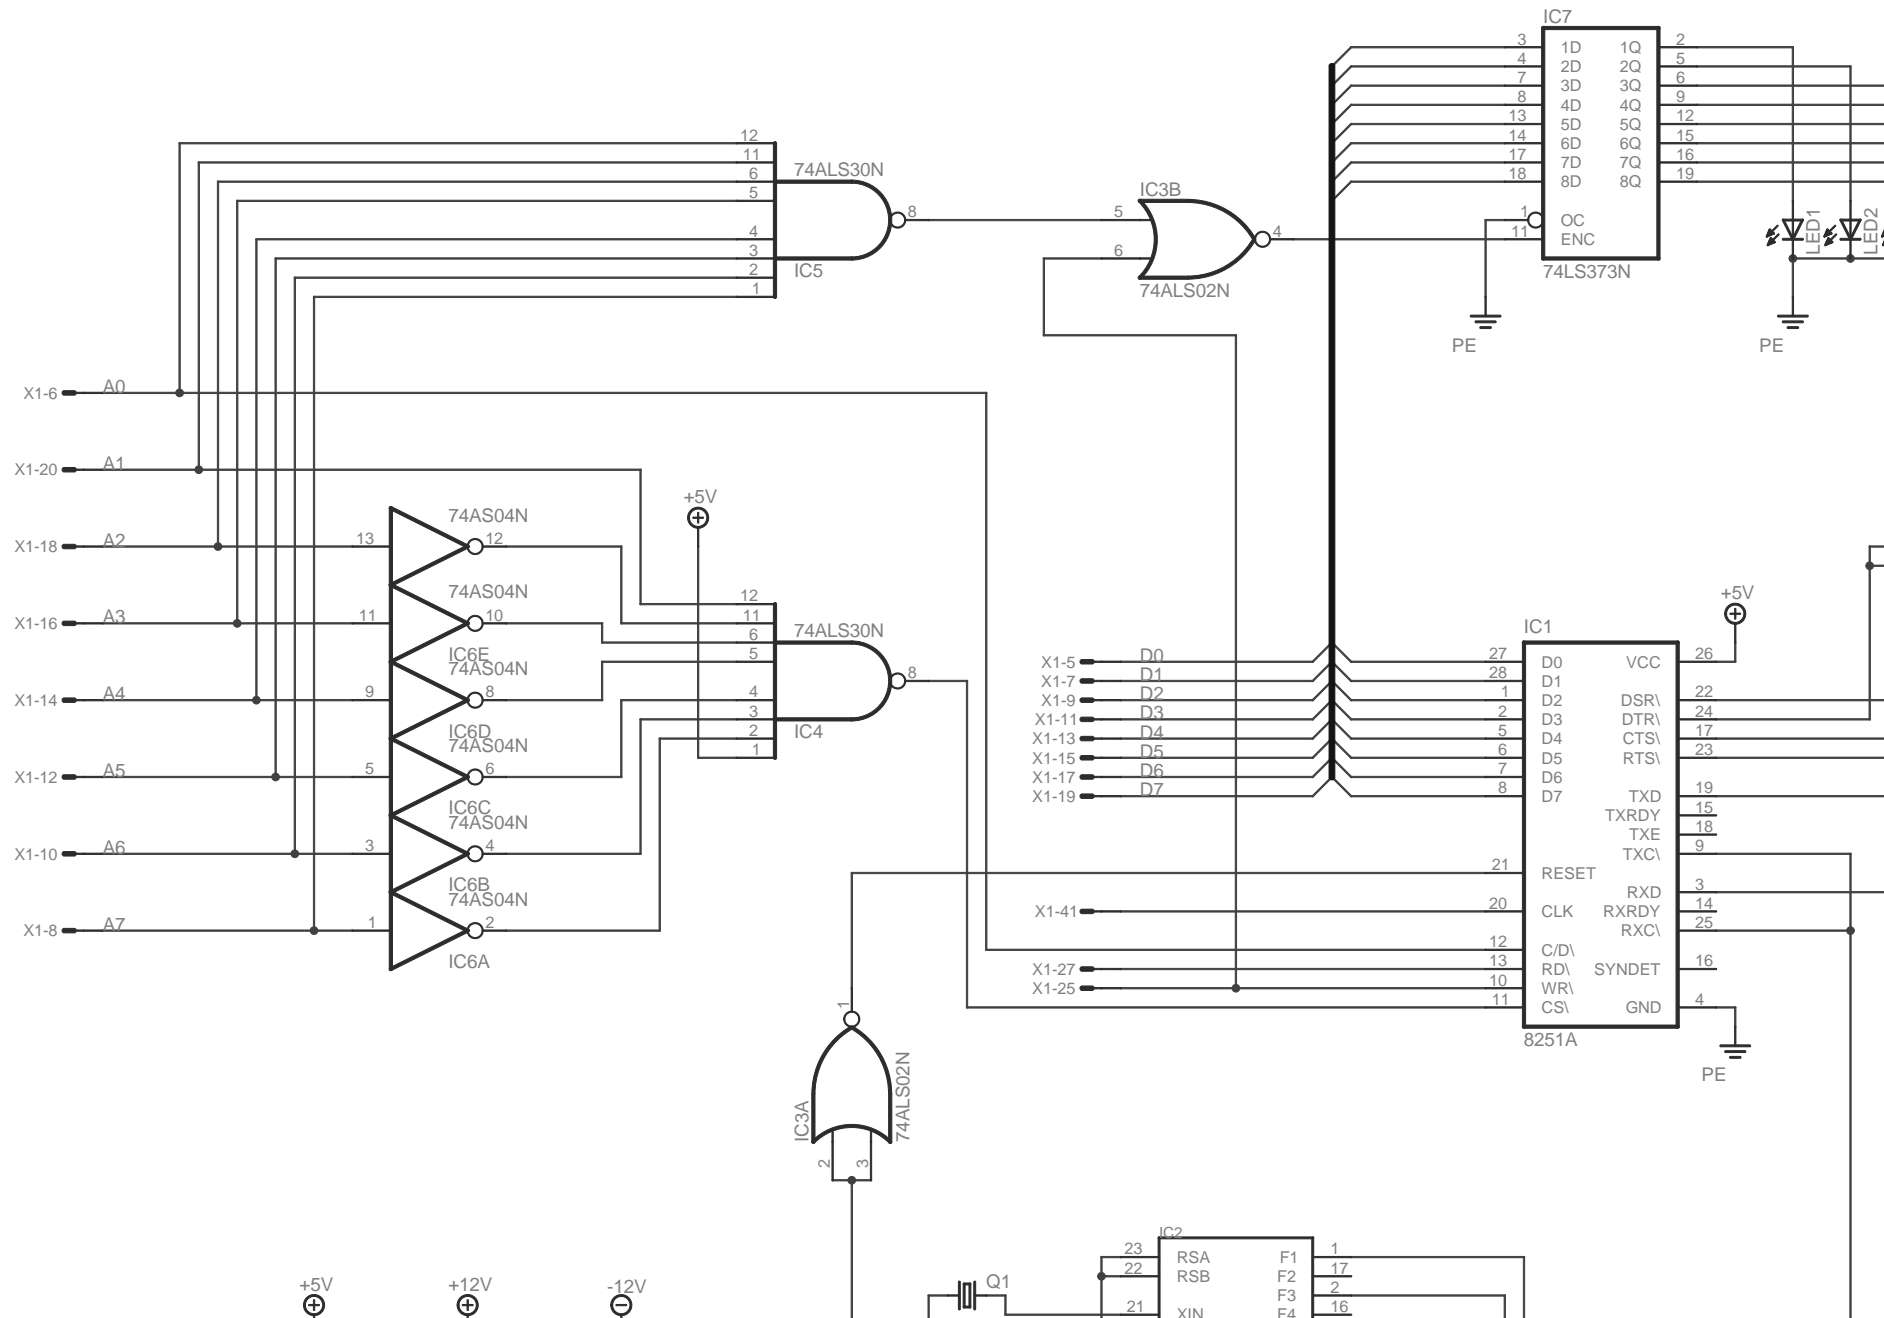 IC7
3 1D 1Q 2
4 2D 2Q 5
7 3D 3Q 6
8 4D 4Q 9
13 5D 5Q 12
14 6D 6Q 15
17 7D 7Q 16
18 8D 8Q 19
1 OC
11 ENC
74LS373N
LED1
LED2
PE
PE
12
11
6
5
4
3
2
1
74ALS30N
8
IC5
IC3B
5
6
4
74ALS02N
X1-6 A0
X1-20 A1
X1-18 A2
X1-16 A3
X1-14 A4
X1-12 A5
X1-10 A6
X1-8 A7
74AS04N
13 12
74AS04N
11 10
IC6E
74AS04N
9 8
IC6D
74AS04N
5 6
IC6C
74AS04N
3 4
IC6B
74AS04N
1 2
IC6A
+5V
12
11
6
5
4
3
2
1
74ALS30N
8
IC4
X1-5 D0
X1-7 D1
X1-9 D2
X1-11 D3
X1-13 D4
X1-15 D5
X1-17 D6
X1-19 D7
X1-41
X1-27
X1-25
+5V
IC1
27 D0 VCC 26
28 D1
1 D2 DSR\ 22
2 D3 DTR\ 24
5 D4 CTS\ 17
6 D5 RTS\ 23
7 D6
8 D7 TXD 19
TXRDY 15
TXE 18
TXC\ 9
21 RESET
RXD 3
20 CLK RXRDY 14
RXC\ 25
12 C/D\
13 RD\ SYNDET 16
10 WR\
11 CS\ GND 4
8251A
PE
1
IC3A
74ALS02N
2
3
IC2
23 RSA F1 1
22 RSB F2 17
F3 2
21 XIN F4 16
Q1
+5V
+12V
-12V